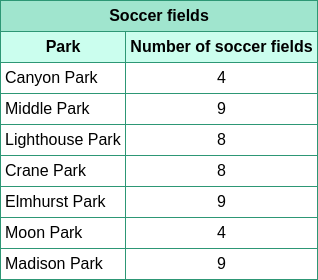 Soccer fields
Park Number of soccer fields
Canyon Park 4
Middle Park 9
Lighthouse Park 8
Crane Park 8
Elmhurst Park 9
Moon Park 4
Madison Park 9